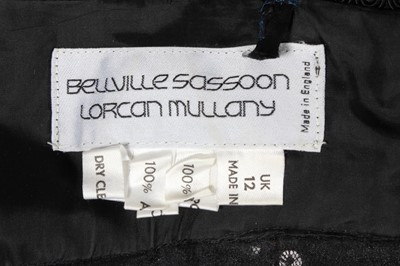 BELLVILLE SASSOON
LORCAN MULLANY
Made in England
DRY CLE
100%
100%
UK
12
MADE IN